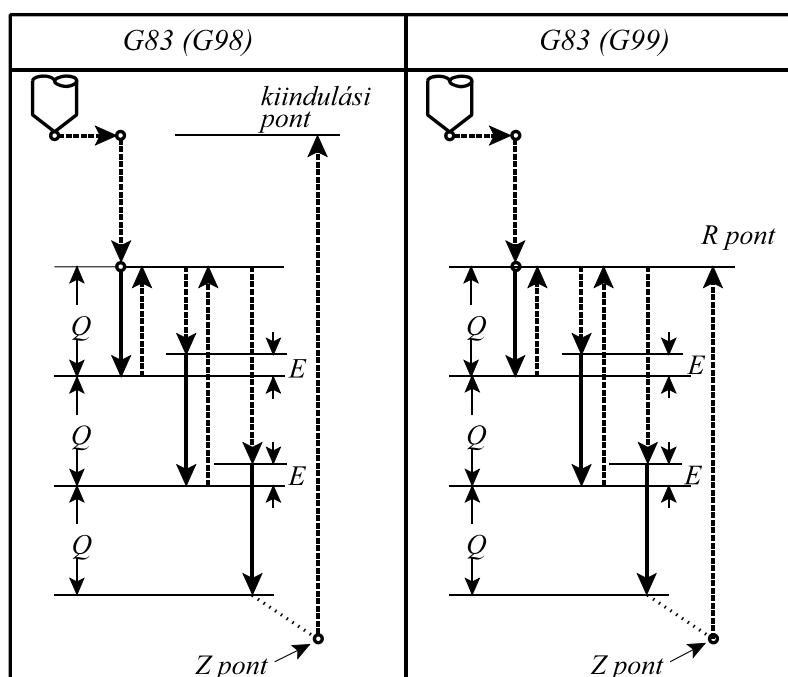 G83 (G98)
kiindulási
pont
Q
E
Q
E
Q
Z pont
G83 (G99)
R pont
Q
E
Q
E
Q
Z pont